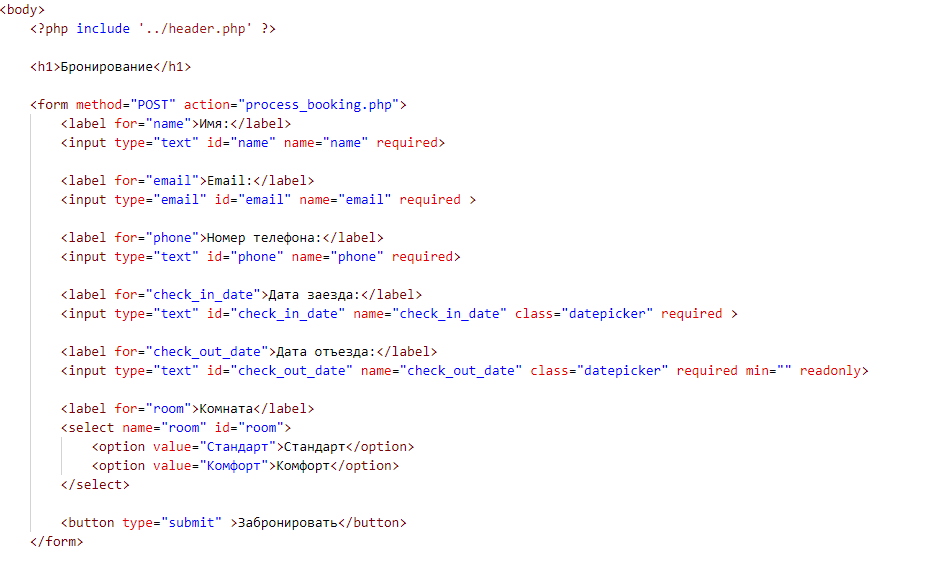 <body>
<?php include '../header.php' ?>
<h1>Бронирование</h1>
<form method="POST" action="process_booking.php">
<label for="name">Имя:</label>
<input type="text" id="name" name="name" required>
<label for="email">Email:</label>
<input type="email" id="email" name="email" required >
<label for="phone">Номер телефона:</label>
<input type="text" id="phone" name="phone" required>
<label for="check_in_date">Дата заезда:</label>
<input type="text" id="check_in_date" name="check_in_date" class="datepicker" required >
<label for="check_out_date">Дата отъезда:</label>
<input type="text" id="check_out_date" name="check_out_date" class="datepicker" required min="" readonly>
<label for="room">Комната</label>
<select name="room" id="room">
<option value="Стандарт">Стандарт</option>
<option value="Комфорт">Комфорт</option>
</select>
<button type="submit" >Забронировать</button>
</form>